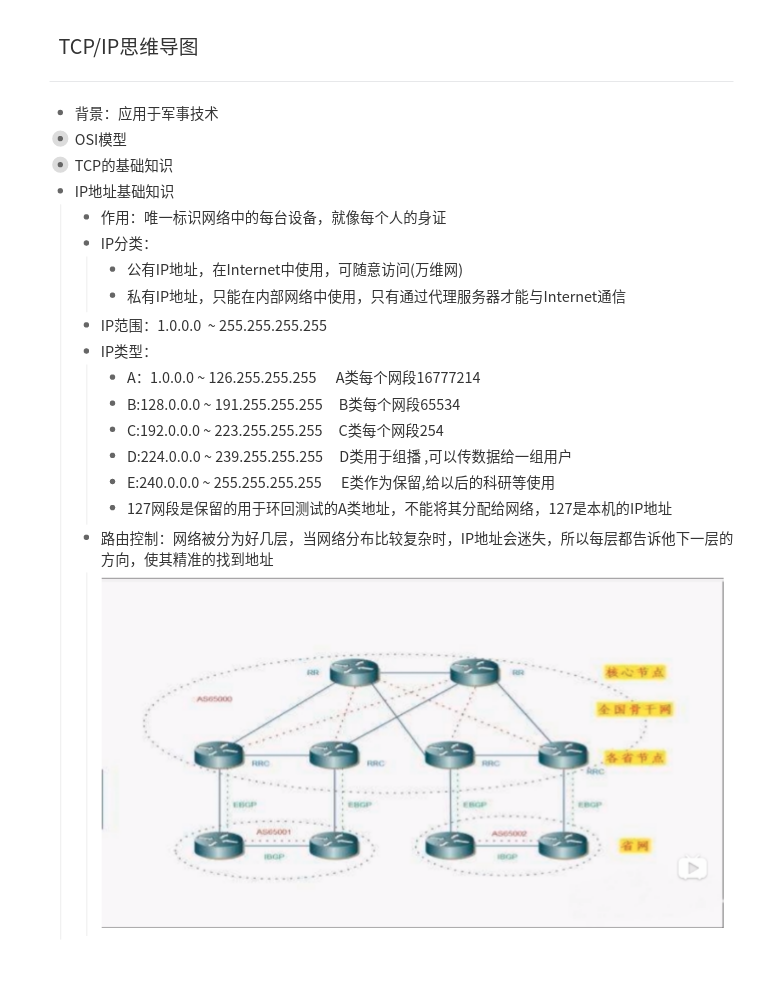 TCP/IP思维导图
背景：应用于军事技术
OSI模型
TCP的基础知识
IP地址基础知识
作用：唯一标识网络中的每台设备，就像每个人的身证
IP分类：
公有IP地址，在Internet中使用，可随意访问(万维网)
私有IP地址，只能在内部网络中使用，只有通过代理服务器才能与Internet通信
IP范围：1.0.0.0 ~ 255.255.255.255
IP类型：
A：1.0.0.0 ~ 126.255.255.255 A类每个网段16777214
B:128.0.0.0 ~ 191.255.255.255 B类每个网段65534
C:192.0.0.0 ~ 223.255.255.255 C类每个网段254
D:224.0.0.0 ~ 239.255.255.255 D类用于组播 ,可以传数据给一组用户
E:240.0.0.0 ~ 255.255.255.255 E类作为保留,给以后的科研等使用
127网段是保留的用于环回测试的A类地址，不能将其分配给网络，127是本机的IP地址
路由控制：网络被分为好几层，当网络分布比较复杂时，IP地址会迷失，所以每层都告诉他下一层的
方向，使其精准的找到地址
RR RR 核心节点
AS65000
全国骨干网
RRC RRC RRC 各省节点
RRC
EBGP EBGP EBGP EBGP
AS65001 AS65002
IBGP IBGP 省网